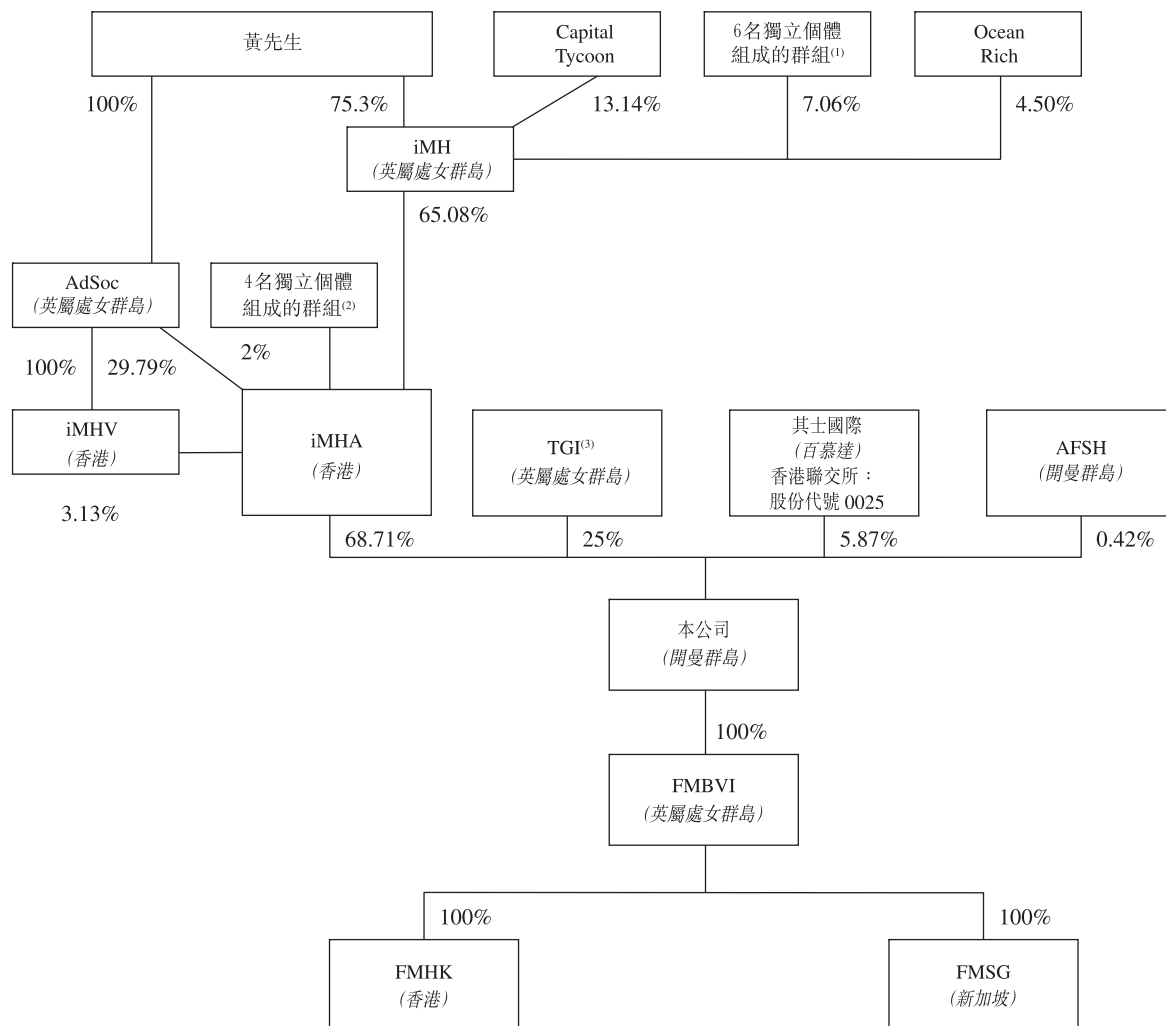 黃先生
Capital
Tycoon
6名獨立個體
組成的群組(1)
Ocean
Rich
100%
75.3%
13.14%
7.06%
4.50%
iMH
(英屬處女群島)
65.08%
AdSoc
(英屬處女群島)
4名獨立個體
組成的群組(2)
100%
29.79%
2%
iMHV
(香港)
3.13%
iMHA
(香港)
TGI(3)
(英屬處女群島)
其士國際
(百慕達)
香港聯交所：
股份代號 0025
AFSH
(開曼群島)
68.71%
25%
5.87%
0.42%
本公司
(開曼群島)
100%
FMBVI
(英屬處女群島)
100%
100%
FMHK
(香港)
FMSG
(新加坡)